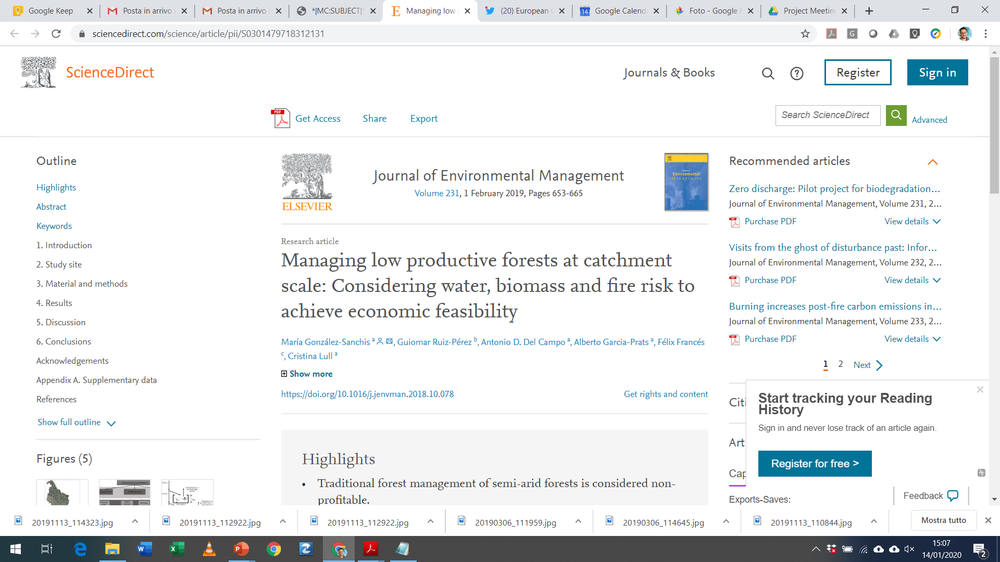 Google Keep
Posta in arrivo (
Posta in arrivo (
*|MC:SUBJECT|*
Managing low
(20) European
Google Calend
Foto - Google
Project Meetin
sciencedirect.com/science/article/pii/S0301479718312131
ScienceDirect
Journals & Books
Register
Sign in
Get Access
Share
Export
Search ScienceDirect
Advanced
Outline
Highlights
Abstract
Keywords
1. Introduction
2. Study site
3. Material and methods
4. Results
5. Discussion
6. Conclusions
Acknowledgements
Appendix A. Supplementary data
References
Show full outline
Figures (5)
ELSEVIER
Journal of Environmental Management
Volume 231, 1 February 2019, Pages 653-665
Environmental
Management
Research article
Managing low productive forests at catchment
scale: Considering water, biomass and fire risk to
achieve economic feasibility
María González-Sanchis a, Guiomar Ruiz-Pérez b, Antonio D. Del Campo a, Alberto Garcia-Prats a, Félix Francés
c, Cristina Lull a
Show more
https://doi.org/10.1016/j.jenvman.2018.10.078
Get rights and content
Highlights
• Traditional forest management of semi-arid forests is considered non-
profitable.
Recommended articles
Zero discharge: Pilot project for biodegradation...
Journal of Environmental Management, Volume 231, 2...
Purchase PDF
View details
Visits from the ghost of disturbance past: Infor...
Journal of Environmental Management, Volume 232, 2...
Purchase PDF
View details
Burning increases post-fire carbon emissions in...
Journal of Environmental Management, Volume 233, 2...
Purchase PDF
View details
1 2 Next
Citi
Art
Cap
Exports-Saves:
Start tracking your Reading
History
Sign in and never lose track of an article again.
Register for free >
Feedback
20191113_114323.jpg
20191113_112922.jpg
20191113_112922.jpg
20190306_111959.jpg
20190306_114645.jpg
20191113_110844.jpg
Mostra tutto
15:07
14/01/2020
2